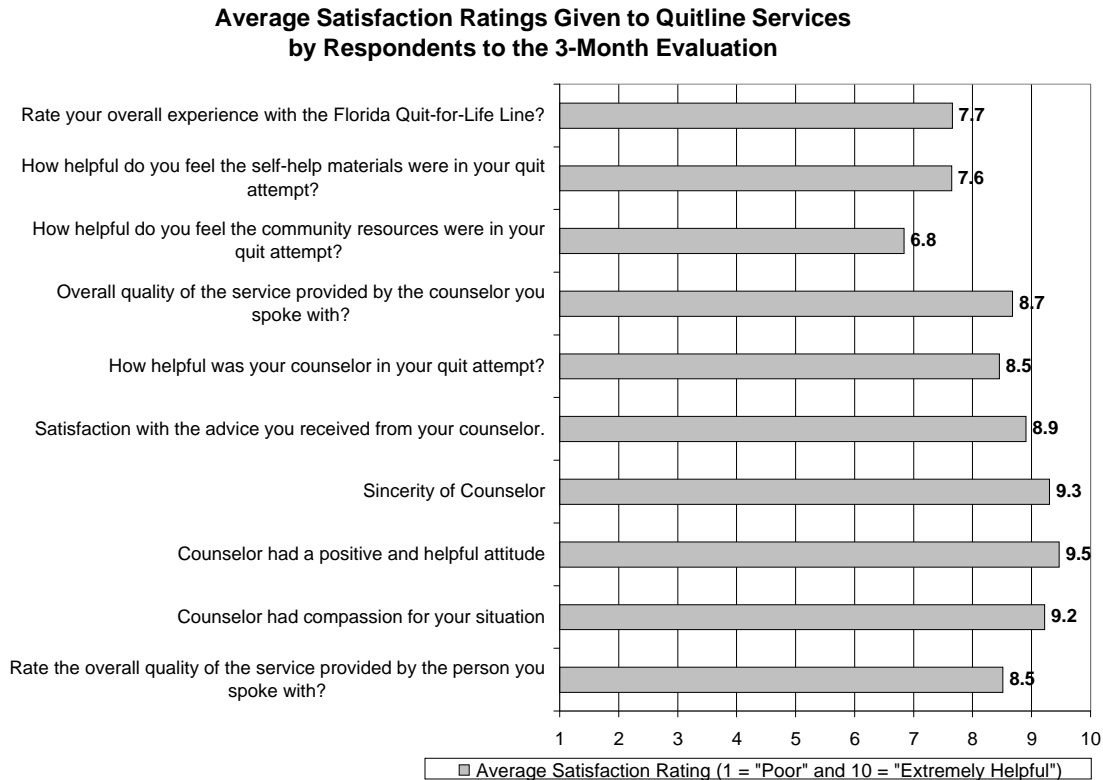 Average Satisfaction Ratings Given to Quitline Services
by Respondents to the 3-Month Evaluation
Rate your overall experience with the Florida Quit-for-Life Line?
7.7
How helpful do you feel the self-help materials were in your quit
attempt?
7.6
How helpful do you feel the community resources were in your
quit attempt?
6.8
Overall quality of the service provided by the counselor you
spoke with?
8.7
How helpful was your counselor in your quit attempt?
8.5
Satisfaction with the advice you received from your counselor.
8.9
Sincerity of Counselor
9.3
Counselor had a positive and helpful attitude
9.5
Counselor had compassion for your situation
9.2
Rate the overall quality of the service provided by the person you
spoke with?
8.5
1 2 3 4 5 6 7 8 9 10
Average Satisfaction Rating (1 = "Poor" and 10 = "Extremely Helpful")